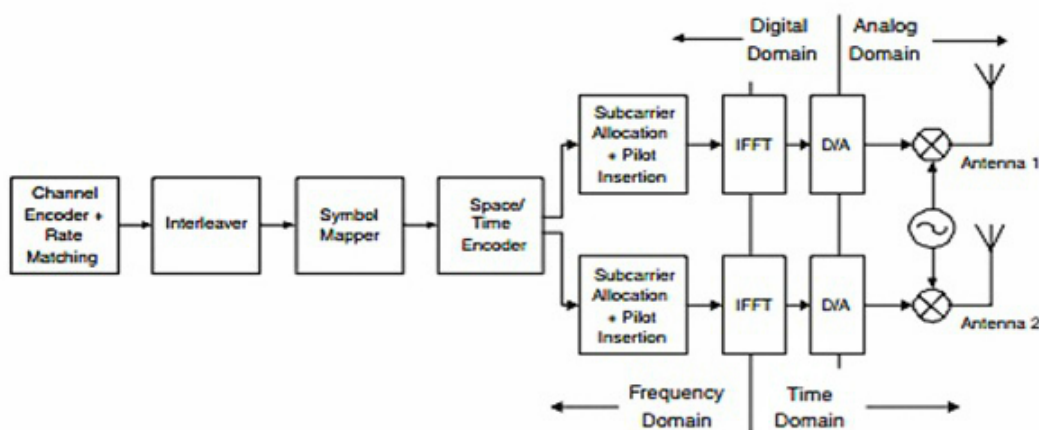 Digital
Domain
Analog
Domain
Subcarrier
Allocation
+ Pilot
Insertion
IFFT
D/A
Antenna 1
Channel
Encoder +
Rate
Matching
Interleaver
Symbol
Mapper
Space/
Time
Encoder
Subcarrier
Allocation
+ Pilot
Insertion
IFFT
D/A
Antenna 2
Frequency
Domain
Time
Domain